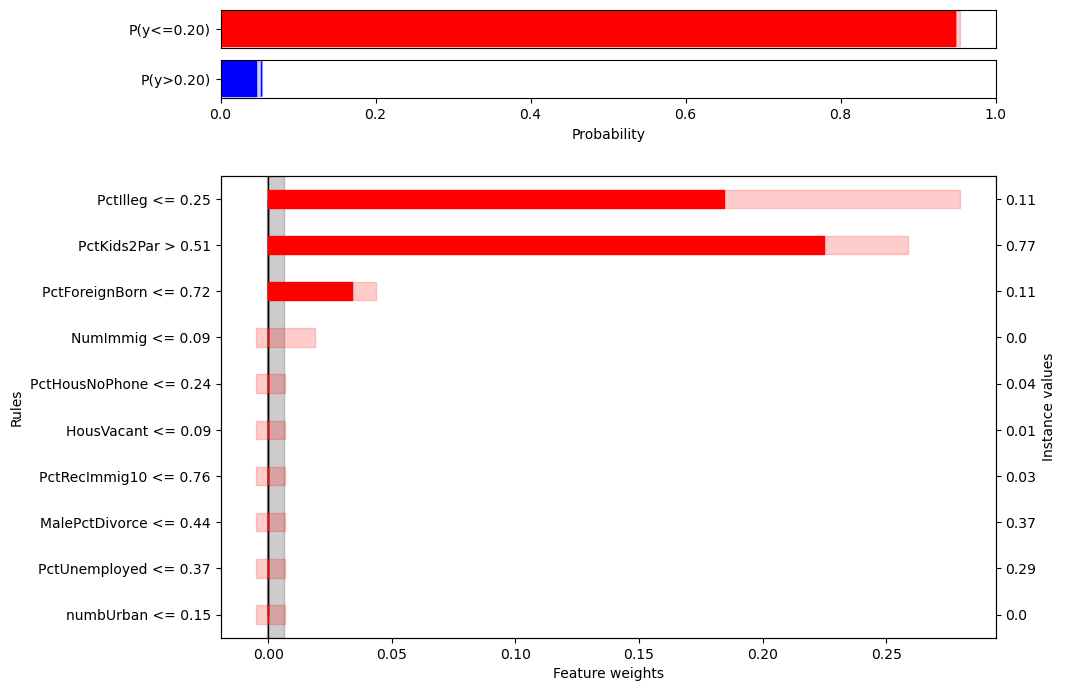 P(y<=0.20)
P(y>0.20)
0.0 0.2 0.4 0.6 0.8 1.0
Probability
PctIlleg <= 0.25 0.11
PctKids2Par > 0.51 0.77
PctForeignBorn <= 0.72 0.11
NumImmig <= 0.09 0.0
PctHousNoPhone <= 0.24 0.04
HousVacant <= 0.09 0.01
PctRecImmig10 <= 0.76 0.03
MalePctDivorce <= 0.44 0.37
PctUnemployed <= 0.37 0.29
numbUrban <= 0.15 0.0
Rules
Instance values
0.00 0.05 0.10 0.15 0.20 0.25
Feature weights